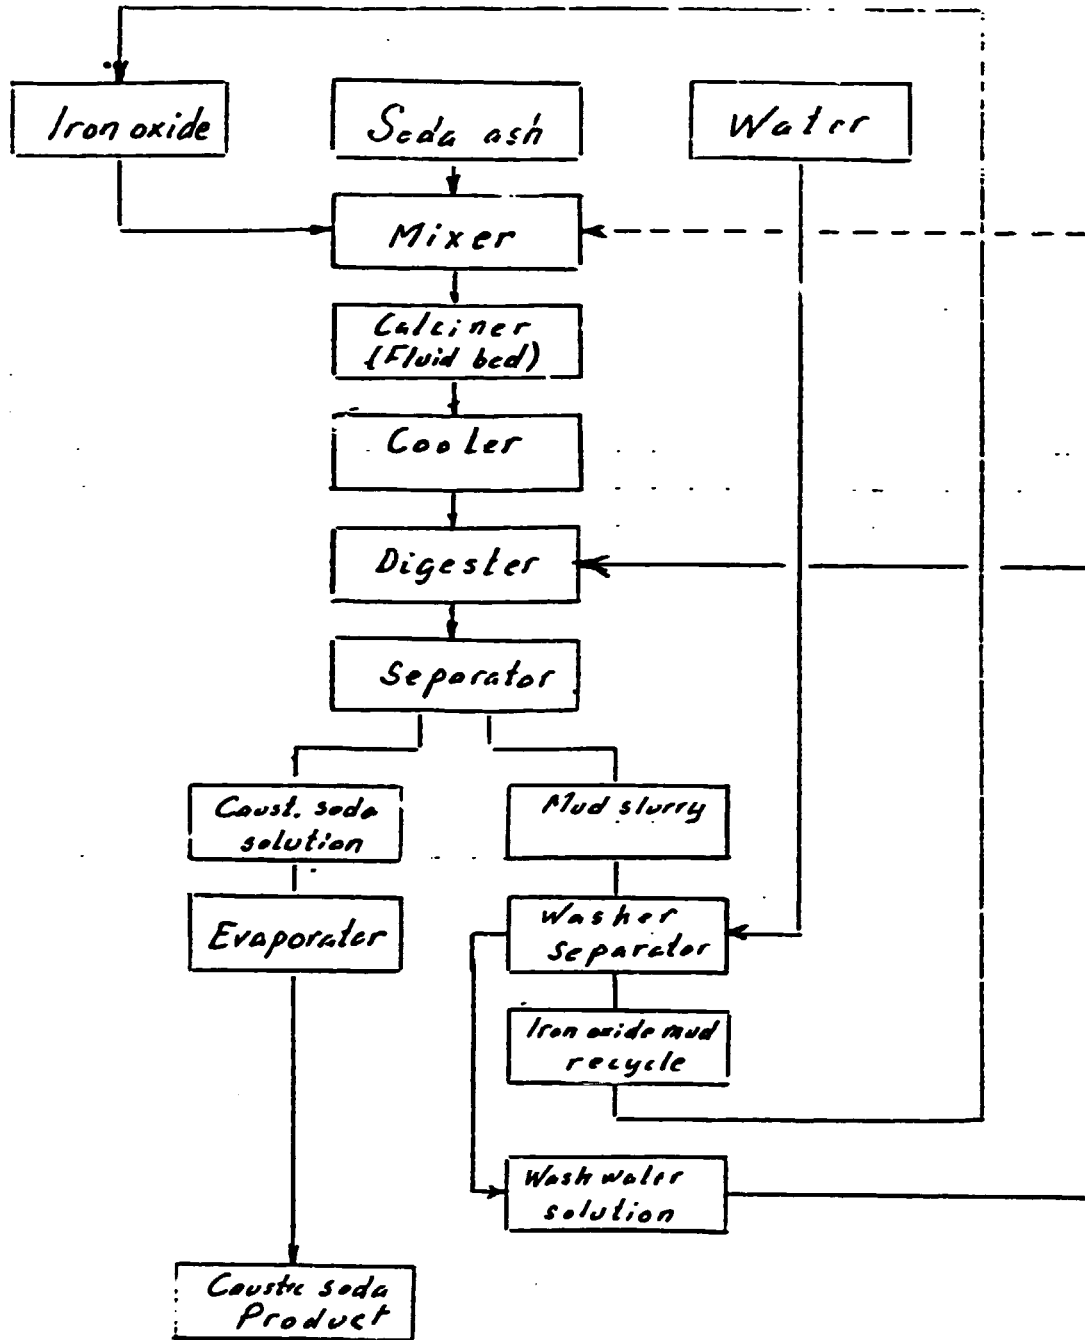 Iron oxide
Soda ash
Water
Mixer
Calciner
(Fluid bed)
Cooler
Digester
Separator
Caust. soda
solution
Mud slurry
Evaporator
Washer
Separator
Iron oxide mud
recycle
Wash water
solution
Caustic soda
Product